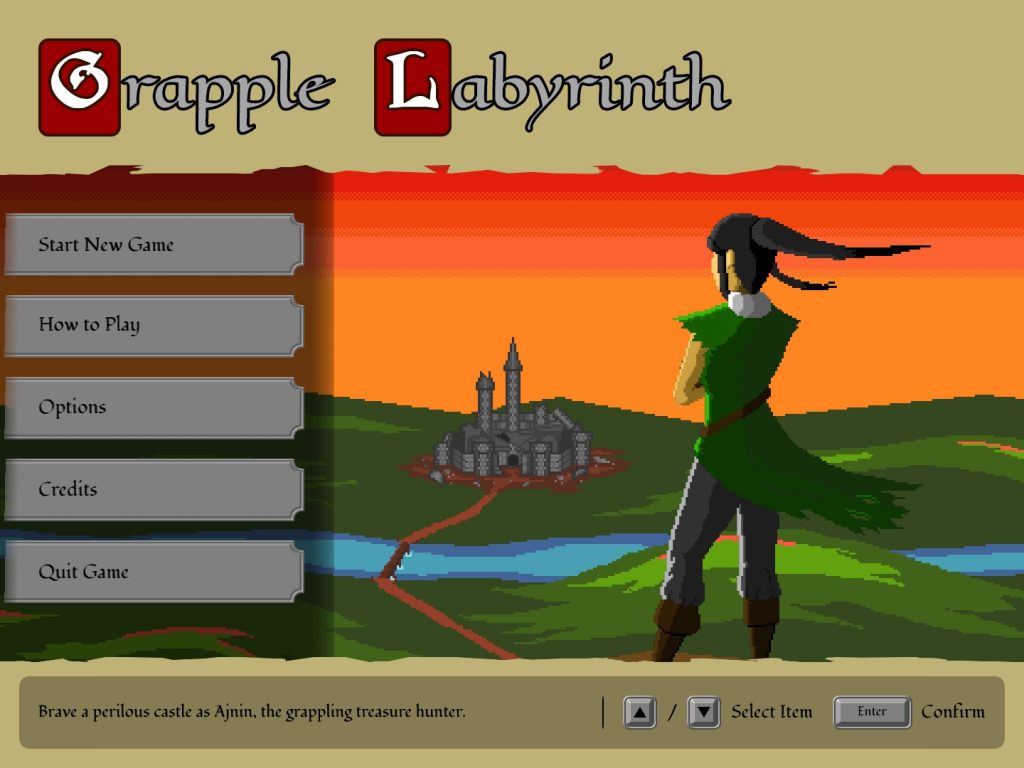 Grapple Labyrinth
Start New Game
How to Play
Options
Credits
Quit Game
Brave a perilous castle as Ajnin, the grappling treasure hunter. | ▲ / ▼ Select Item Enter Confirm